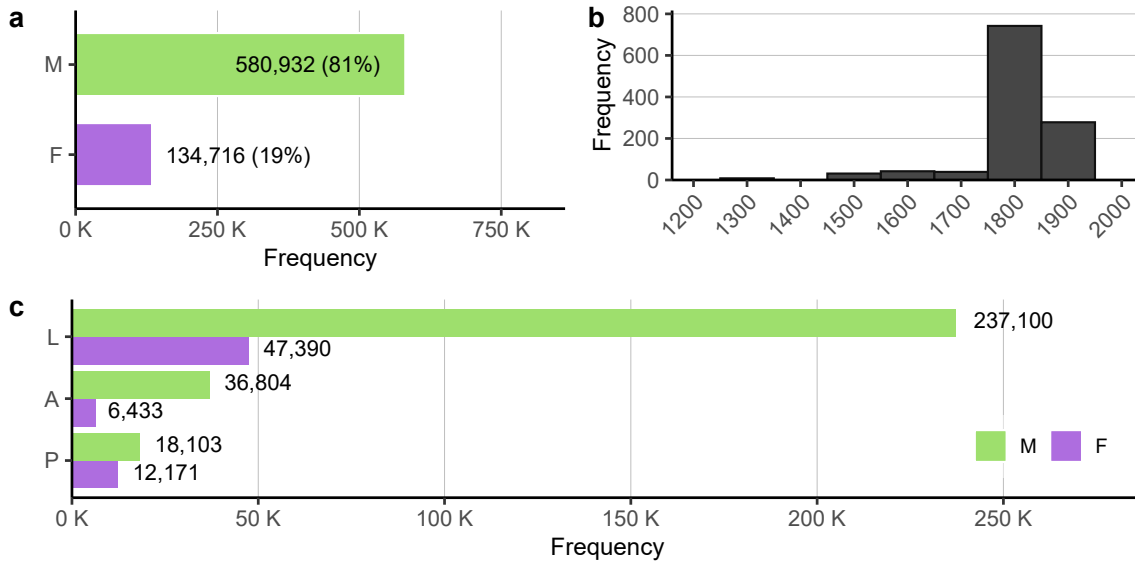 a
M
580,932 (81%)
F
134,716 (19%)
0 K
250 K
500 K
750 K
Frequency
b
Frequency
800
600
400
200
0
1200
1300
1400
1500
1600
1700
1800
1900
2000
c
L
237,100
47,390
A
36,804
6,433
P
18,103
12,171
M
F
0 K
50 K
100 K
150 K
200 K
250 K
Frequency